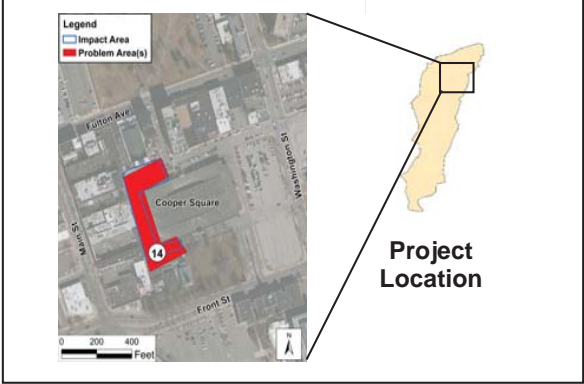 Legend
Impact Area
Problem Area(s)
Fulton Ave
Washington St
Cooper Square
Main St
14
Front St
0 200 400
Feet
N
Project
Location